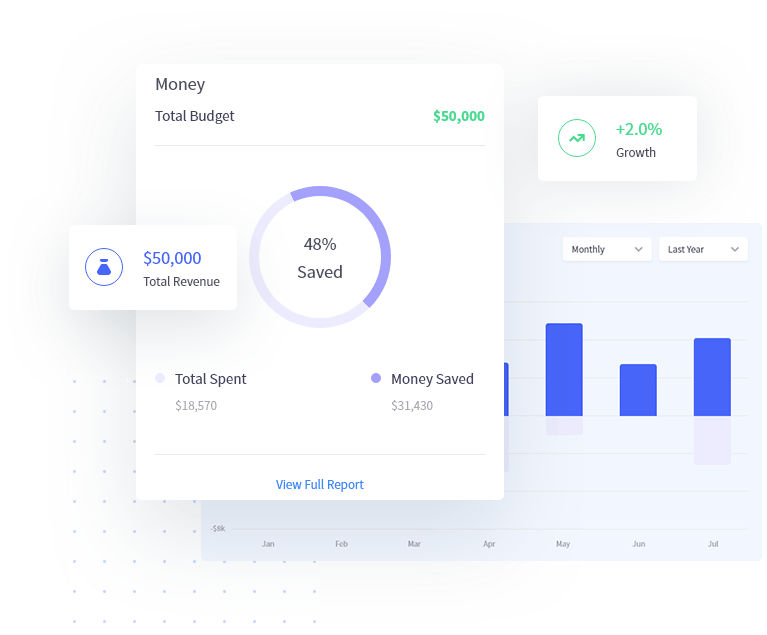 Money
Total Budget $50,000
48%
Saved
Total Spent
$18,570
Money Saved
$31,430
View Full Report
$50,000
Total Revenue
+2.0%
Growth
Monthly
Last Year
-$8k
Jan Feb Mar Apr May Jun Jul